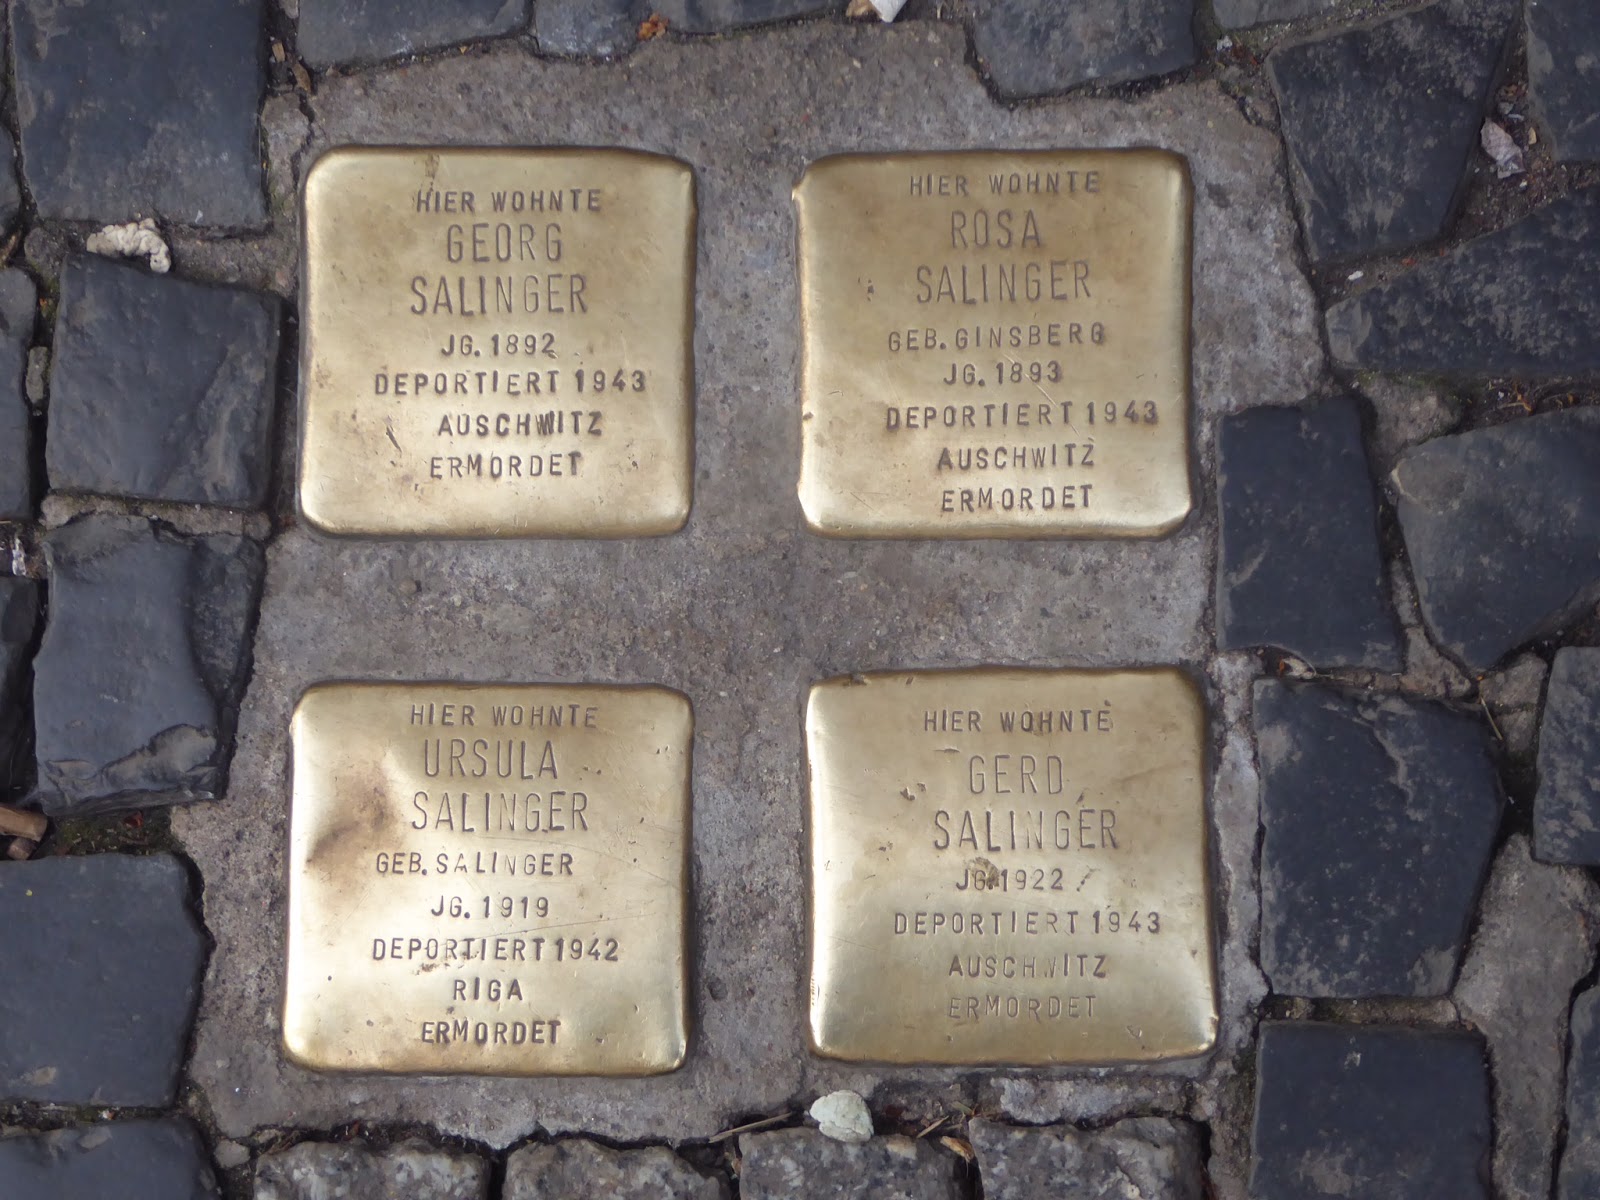 HIER WOHNTE
GEORG
SALINGER
JG. 1892
DEPORTIERT 1943
AUSCHWITZ
ERMORDET
HIER WOHNTE
ROSA
SALINGER
GEB. GINSBERG
JG. 1893
DEPORTIERT 1943
AUSCHWITZ
ERMORDET
HIER WOHNTE
URSULA
SALINGER
GEB. SALINGER
JG. 1919
DEPORTIERT 1942
RIGA
ERMORDET
HIER WOHNTE
GERD
SALINGER
JG. 1922
DEPORTIERT 1943
AUSCHWITZ
ERMORDET